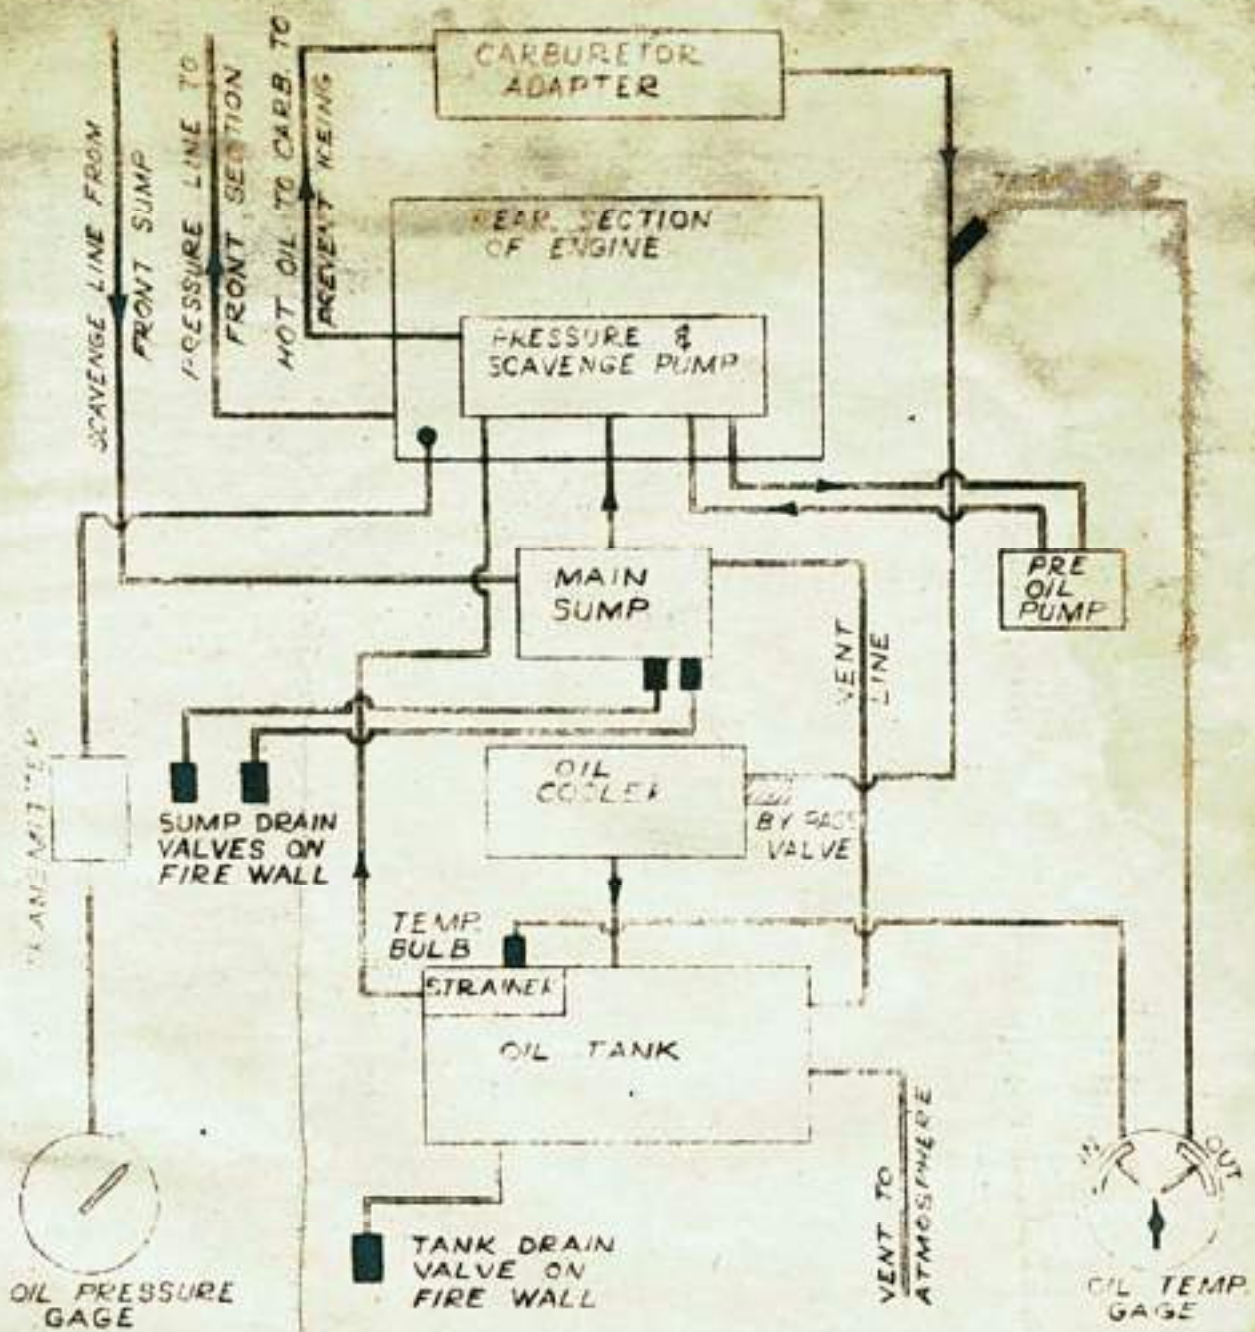 CARBURETOR
ADAPTER
SCAVENGE LINE FROM
FRONT SUMP
PRESSURE LINE TO
FRONT SECTION
HOT OIL TO CARB TO
PREVENT ICEING
REAR SECTION
OF ENGINE
PRESSURE &
SCAVENGE PUMP
MAIN
SUMP
PRE
OIL
PUMP
VENT
LINE
TRANSMITTER
OIL
COOLER
BY PASS
VALVE
SUMP DRAIN
VALVES ON
FIRE WALL
TEMP.
BULB
STRAINER
OIL TANK
VENT TO
ATMOSPHERE
IN
OUT
TANK DRAIN
VALVE ON
FIRE WALL
OIL PRESSURE
GAGE
OIL TEMP
GAGE